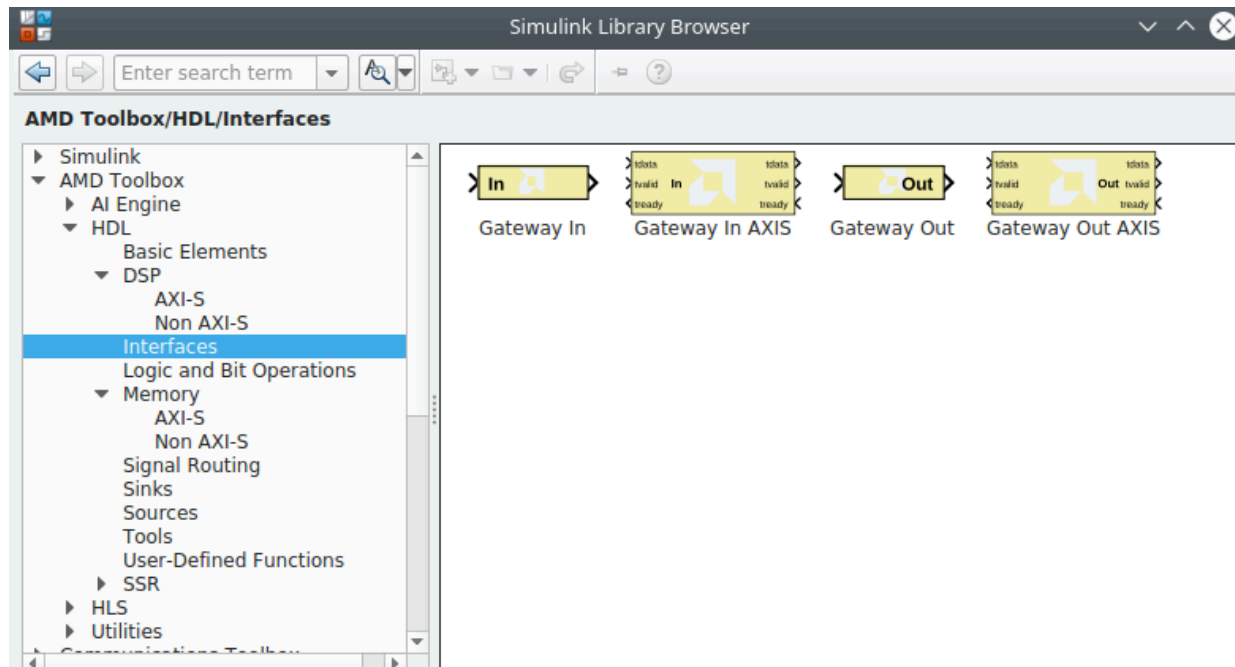 Simulink Library Browser
Enter search term
AMD Toolbox/HDL/Interfaces
Simulink
AMD Toolbox
AI Engine
HDL
Basic Elements
DSP
AXI-S
Non AXI-S
Interfaces
Logic and Bit Operations
Memory
AXI-S
Non AXI-S
Signal Routing
Sinks
Sources
Tools
User-Defined Functions
SSR
HLS
Utilities
Communications Toolbox
In
Gateway In
tdata tdata
tvalid In tvalid
tready tready
Gateway In AXIS
Out
Gateway Out
tdata tdata
tvalid Out tvalid
tready tready
Gateway Out AXIS